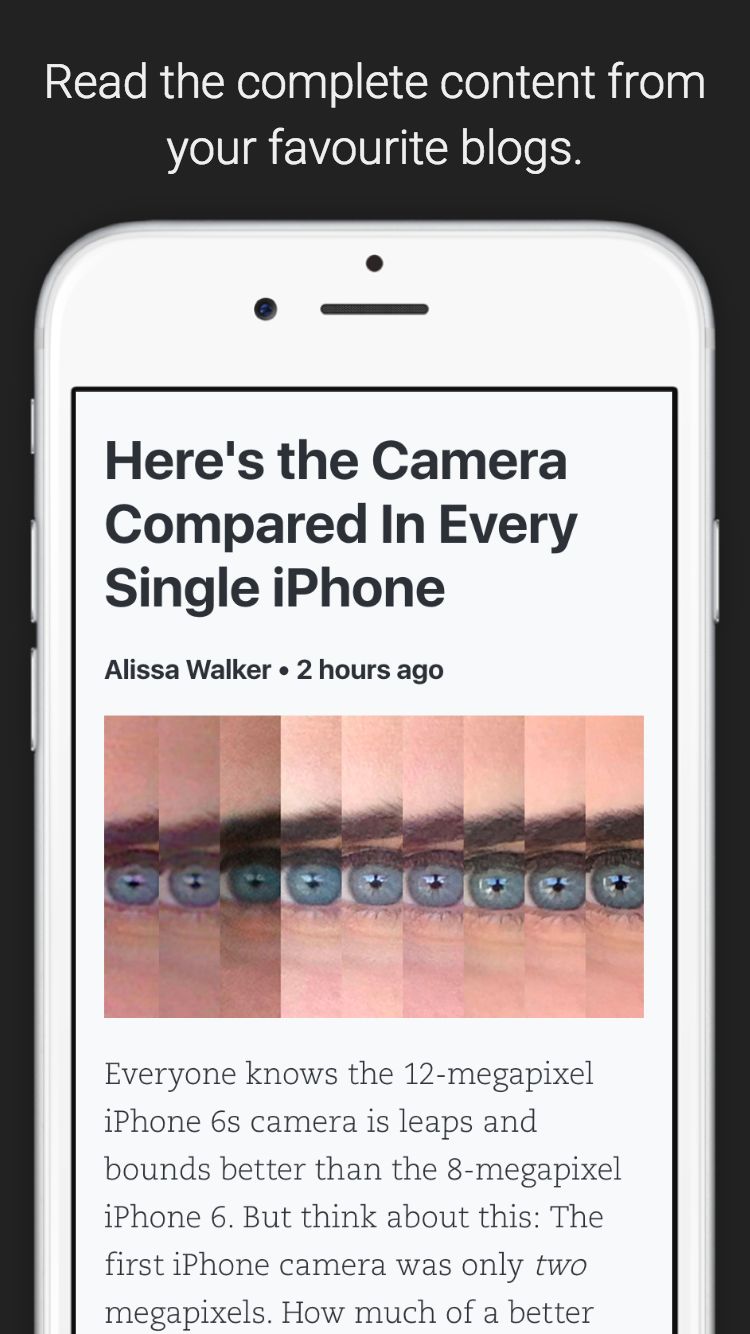 Read the complete content from
your favourite blogs.
Here's the Camera
Compared In Every
Single iPhone
Alissa Walker • 2 hours ago
Everyone knows the 12-megapixel
iPhone 6s camera is leaps and
bounds better than the 8-megapixel
iPhone 6. But think about this: The
first iPhone camera was only two
megapixels. How much of a better